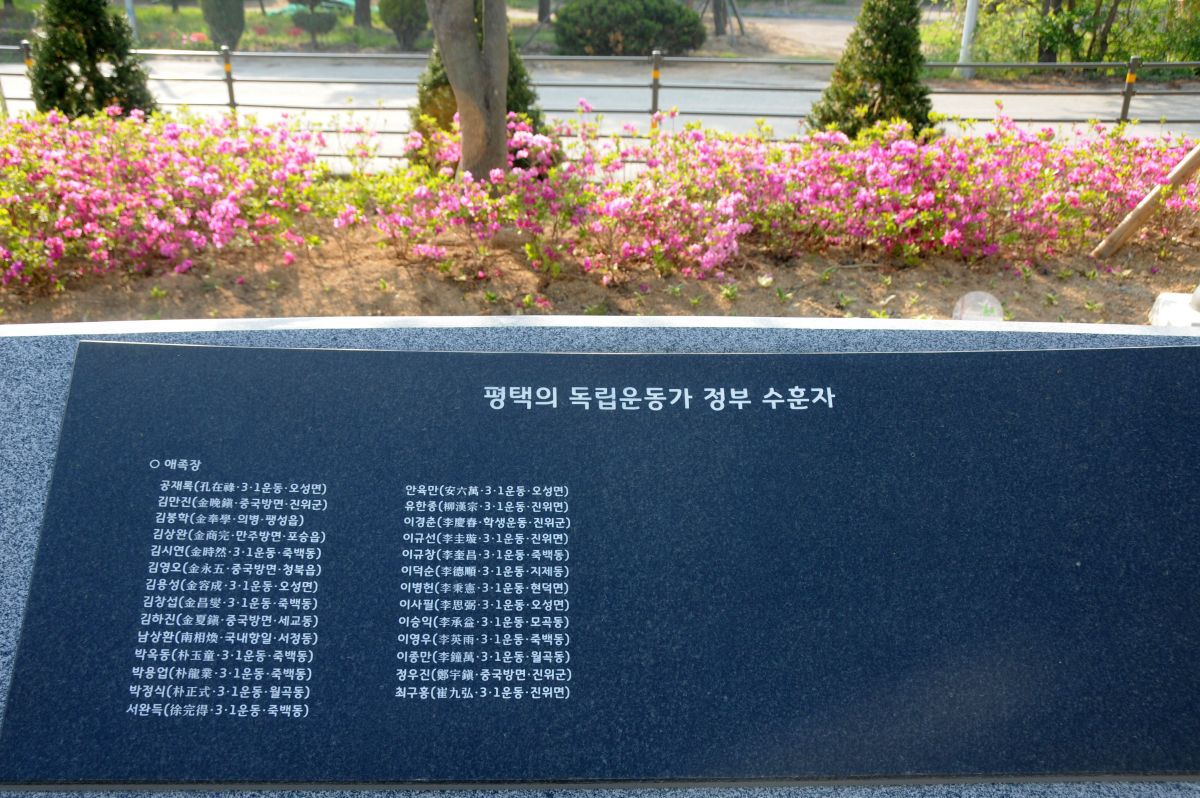 평택의 독립운동가 정부 수훈자
○ 애족장
공재록(孔在祿·3·1운동·오성면)
김만진(金晩鎭·중국방면·진위군)
김봉학(金奉學·의병·팽성읍)
김상완(金商完·만주방면·포승읍)
김시연(金時然·3·1운동·죽백동)
김영오(金永五·중국방면·청북읍)
김용성(金容成·3·1운동·오성면)
김창섭(金昌燮·3·1운동·죽백동)
김하진(金夏鎭·중국방면·세교동)
남상환(南相煥·국내항일·서정동)
박옥동(朴玉童·3·1운동·죽백동)
박용업(朴龍業·3·1운동·죽백동)
박정식(朴正式·3·1운동·월곡동)
서완득(徐完得·3·1운동·죽백동)
안육만(安六萬·3·1운동·오성면)
유한종(柳漢宗·3·1운동·진위면)
이경춘(李慶春·학생운동·진위군)
이규선(李圭璇·3·1운동·진위면)
이규창(李奎昌·3·1운동·죽백동)
이덕순(李德順·3·1운동·지제동)
이병헌(李秉憲·3·1운동·현덕면)
이사필(李思弼·3·1운동·오성면)
이승익(李承益·3·1운동·모곡동)
이영우(李英雨·3·1운동·죽백동)
이종만(李鐘萬·3·1운동·월곡동)
정우진(鄭宇鎭·중국방면·진위군)
최구홍(崔九弘·3·1운동·진위면)